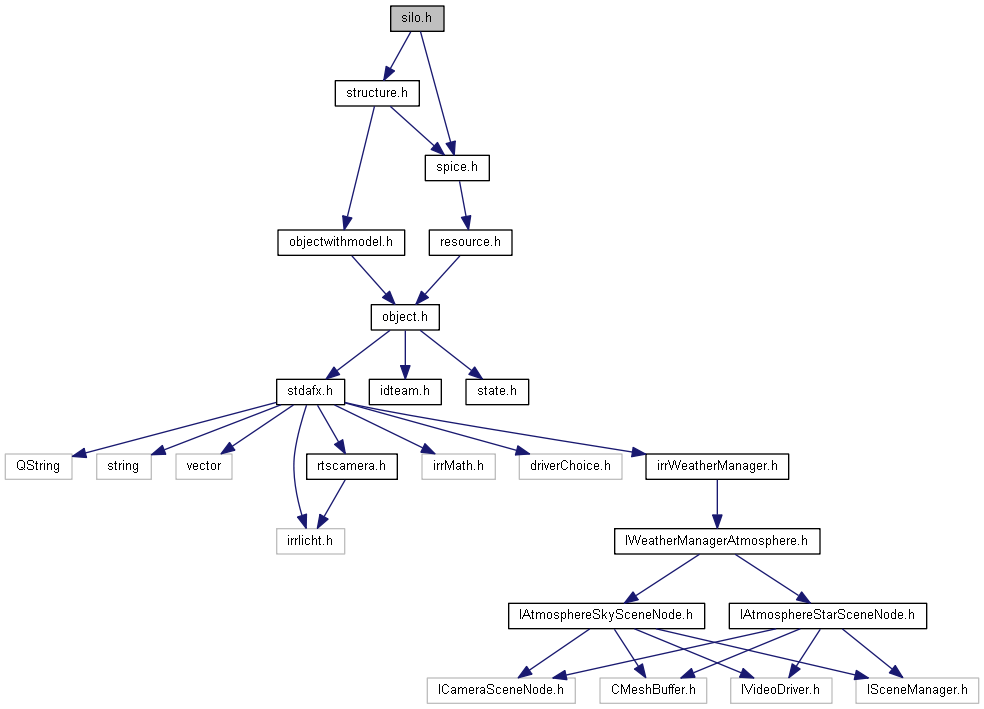 silo.h
structure.h
spice.h
objectwithmodel.h
resource.h
object.h
stdafx.h
idteam.h
state.h
QString
string
vector
rtscamera.h
irrMath.h
driverChoice.h
irrWeatherManager.h
irrlicht.h
IWeatherManagerAtmosphere.h
IAtmosphereSkySceneNode.h
IAtmosphereStarSceneNode.h
ICameraSceneNode.h
CMeshBuffer.h
IVideoDriver.h
ISceneManager.h